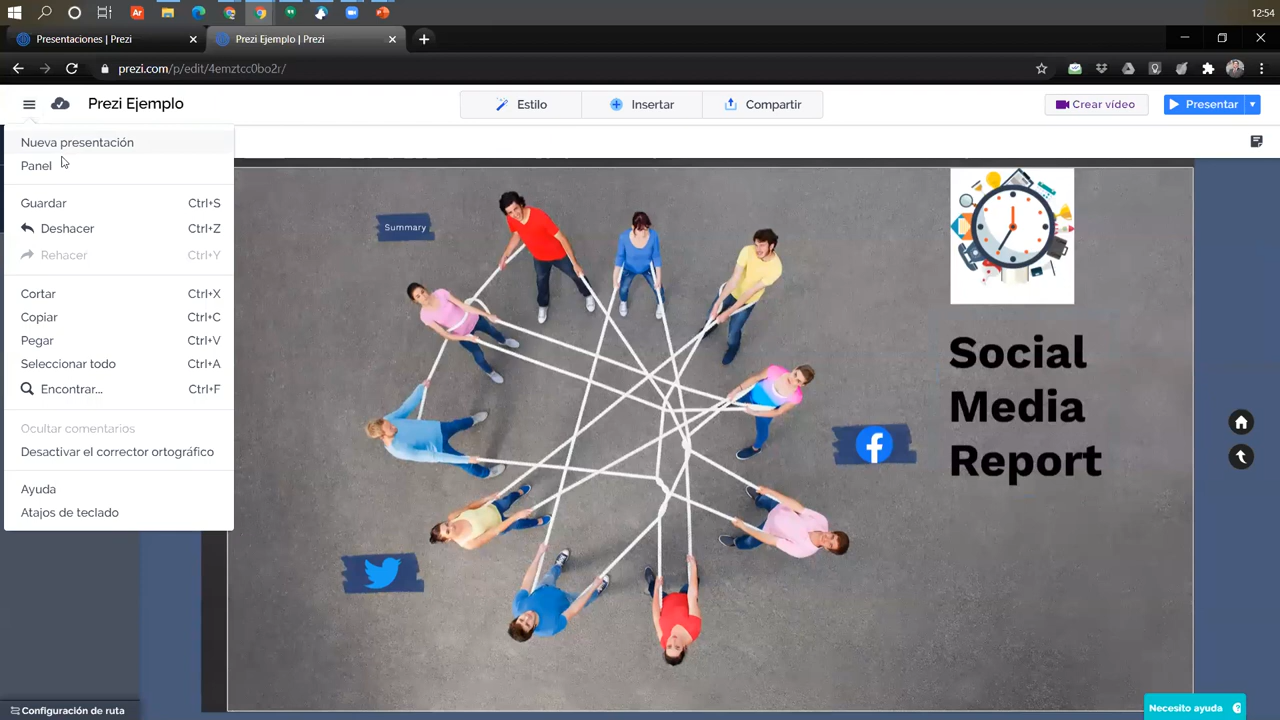 12:54
Presentaciones | Prezi
Prezi Ejemplo | Prezi
prezi.com/p/edit/4emztcc0bo2r/
Prezi Ejemplo
Estilo
Insertar
Compartir
Crear vídeo
Presentar
Nueva presentación
Panel
Guardar Ctrl+S
Deshacer Ctrl+Z
Rehacer Ctrl+Y
Cortar Ctrl+X
Copiar Ctrl+C
Pegar Ctrl+V
Seleccionar todo Ctrl+A
Encontrar... Ctrl+F
Ocultar comentarios
Desactivar el corrector ortográfico
Ayuda
Atajos de teclado
Summary
Social
Media
Report
Configuración de ruta
Necesito ayuda